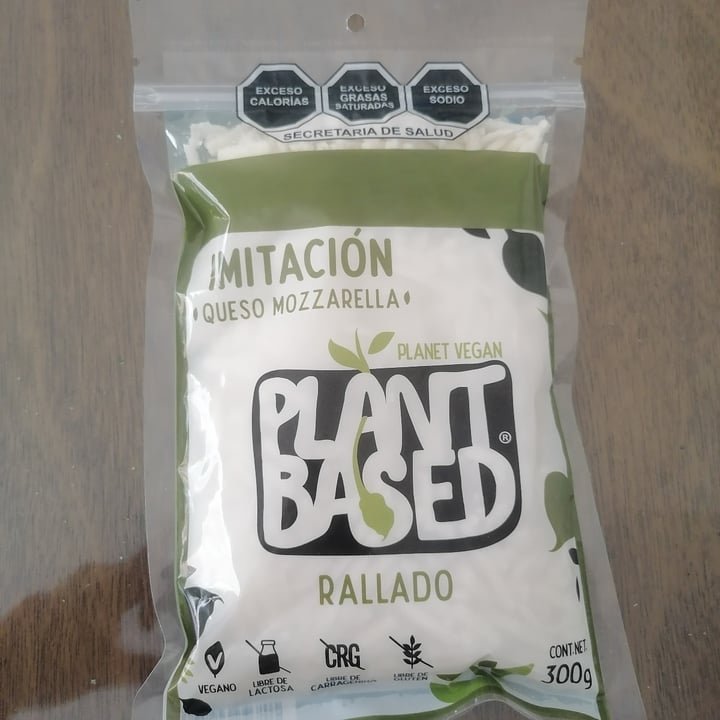 EXCESO CALORÍAS
EXCESO GRASAS SATURADAS
EXCESO SODIO
SECRETARÍA DE SALUD
IMITACIÓN
QUESO MOZZARELLA
PLANET VEGAN
PLANT
BASED®
RALLADO
VEGANO
LIBRE DE
LACTOSA
CRG
LIBRE DE
CARRAGENINA
LIBRE DE
GLUTEN
CONT. NET.
300g